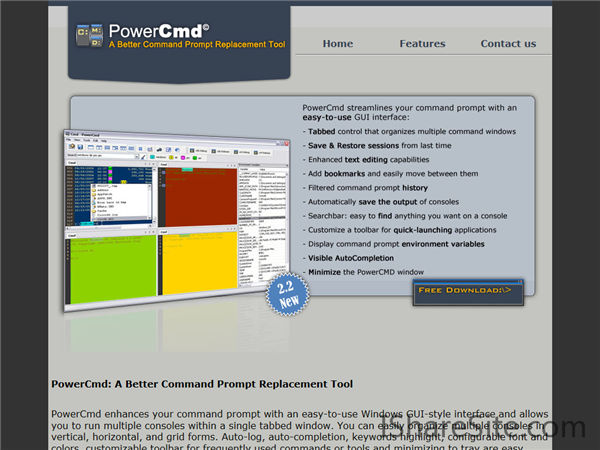 PowerCmd©
A Better Command Prompt Replacement Tool
Home Features Contact us
PowerCmd streamlines your command prompt with an
easy-to-use GUI interface:
- Tabbed control that organizes multiple command windows
- Save & Restore sessions from last time
- Enhanced text editing capabilities
- Add bookmarks and easily move between them
- Filtered command prompt history
- Automatically save the output of consoles
- Searchbar: easy to find anything you want on a console
- Customize a toolbar for quick-launching applications
- Display command prompt environment variables
- Visible AutoCompletion
- Minimize the PowerCMD window
2.2
New
Free Download:\>
PowerCmd: A Better Command Prompt Replacement Tool
PowerCmd enhances your command prompt with an easy-to-use Windows GUI-style interface and allows
you to run multiple consoles within a single tabbed window. You can easily organize multiple consoles in
vertical, horizontal, and grid forms. Auto-log, auto-completion, keywords highlight, configurable font and
colors, customizable toolbar for frequently used commands or tools and minimizing to tray are easy
IShareSite.com